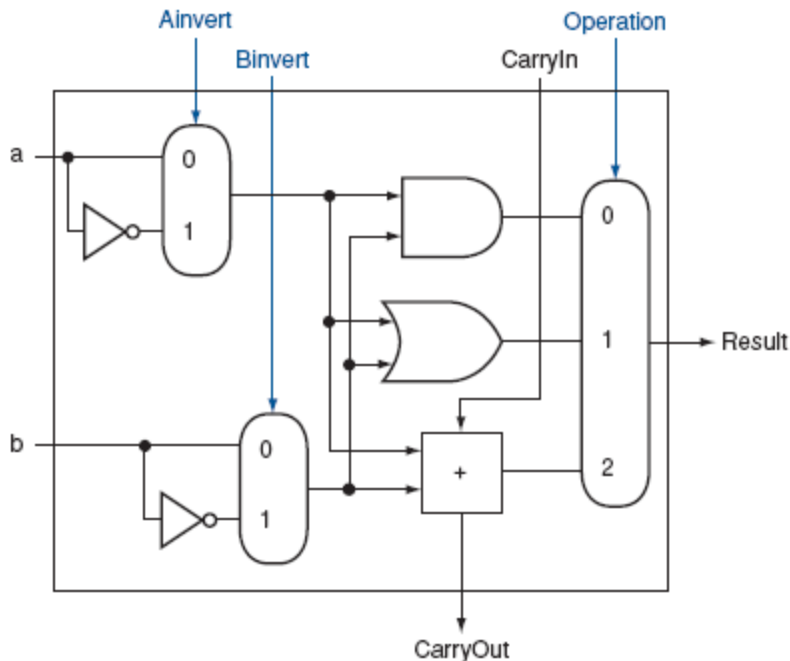 Ainvert
Operation
Binvert
CarryIn
a
0
1
0
1
Result
b
0
1
+
2
CarryOut